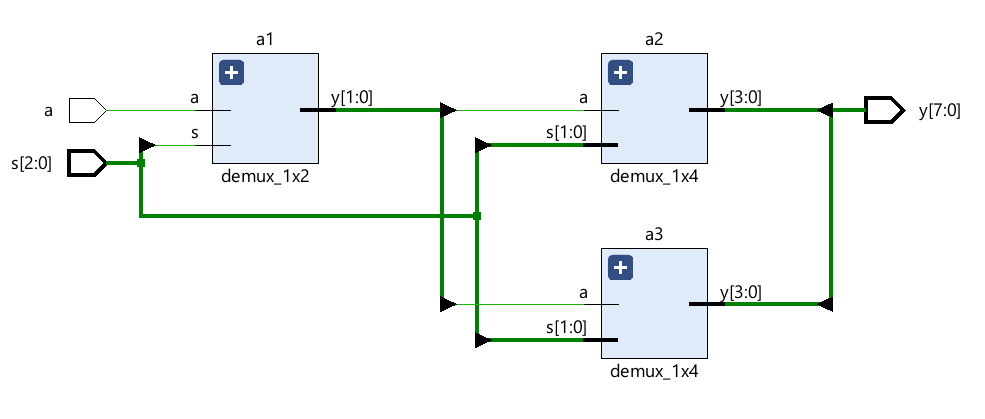 a1
a
s
y[1:0]
demux_1x2
a
s[2:0]
a2
a
s[1:0]
y[3:0]
demux_1x4
y[7:0]
a3
a
s[1:0]
y[3:0]
demux_1x4